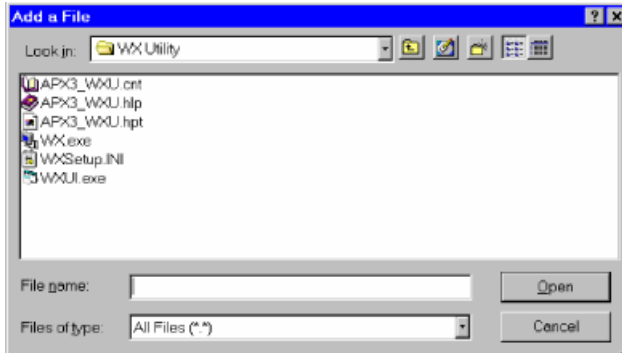 Add a File
Look in: WX Utility
APX3_WXU.cnt
APX3_WXU.hlp
APX3_WXU.hpt
WX.exe
WXSetup.INI
WXUI.exe
File name:
Open
Files of type: All Files (*.*)
Cancel